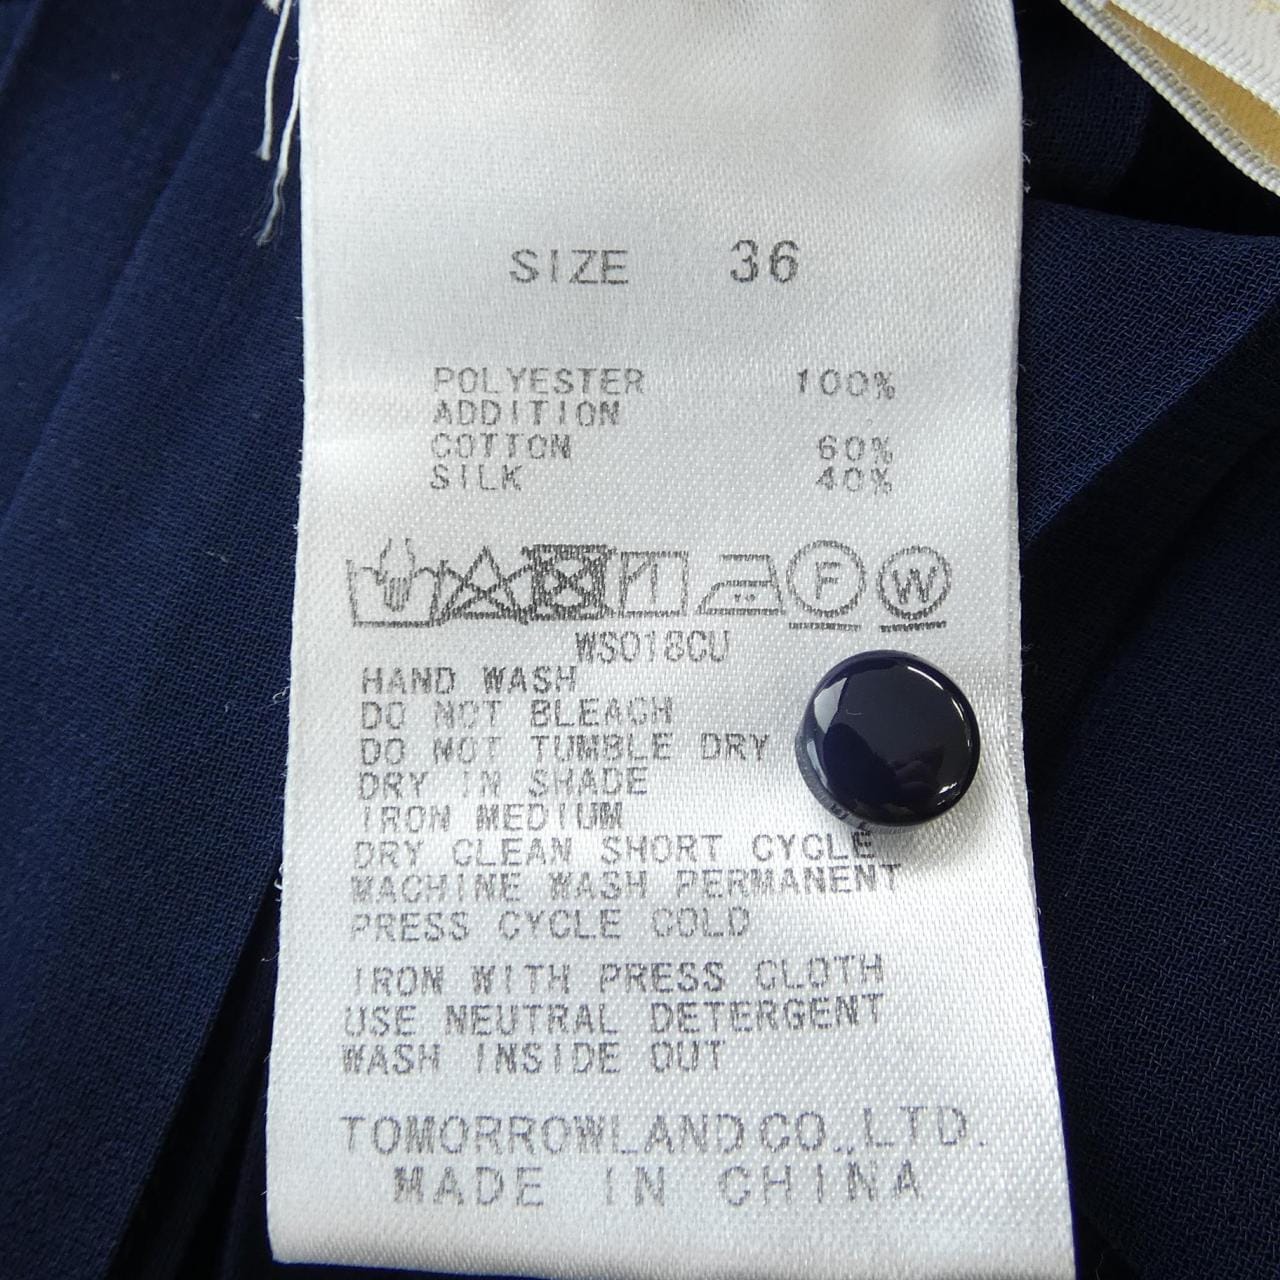 SIZE 36
POLYESTER 100%
ADDITION
COTTON 60%
SILK 40%
F W
WS018CU
HAND WASH
DO NOT BLEACH
DO NOT TUMBLE DRY
DRY IN SHADE
IRON MEDIUM
DRY CLEAN SHORT CYCLE
MACHINE WASH PERMANENT
PRESS CYCLE COLD
IRON WITH PRESS CLOTH
USE NEUTRAL DETERGENT
WASH INSIDE OUT
TOMORROWLAND CO.,LTD.
MADE IN CHINA